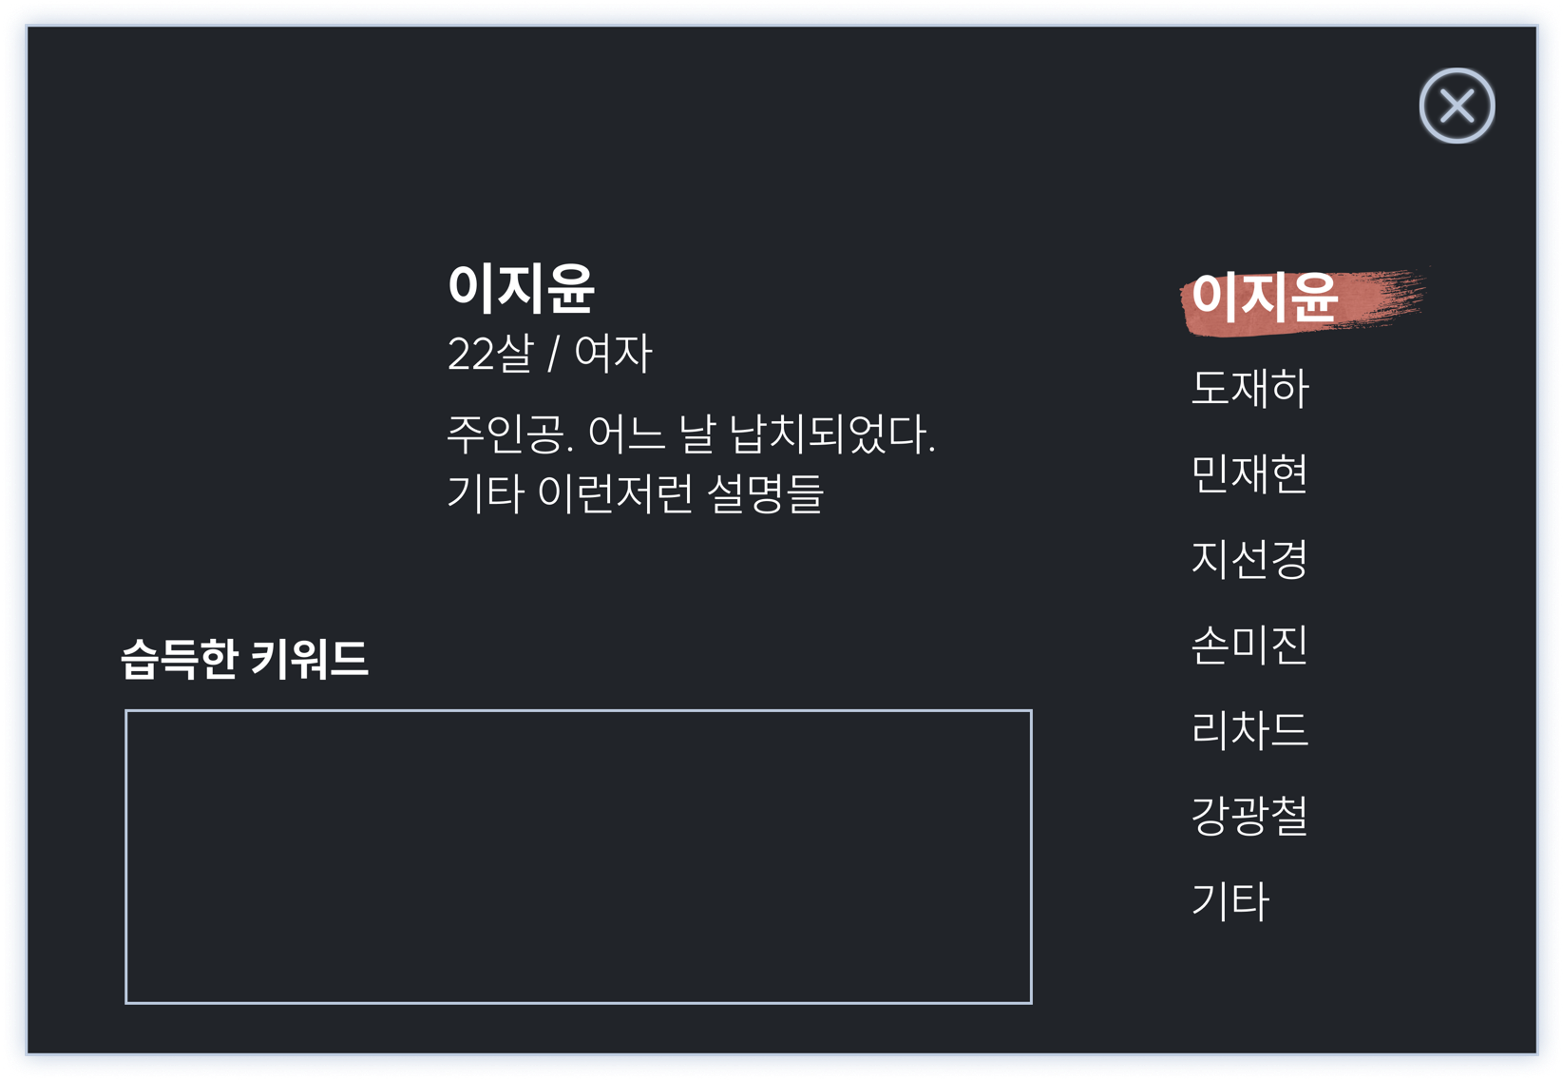 이지윤
22살 / 여자
주인공. 어느 날 납치되었다.
기타 이런저런 설명들
습득한 키워드
이지윤
도재하
민재현
지선경
손미진
리차드
강광철
기타